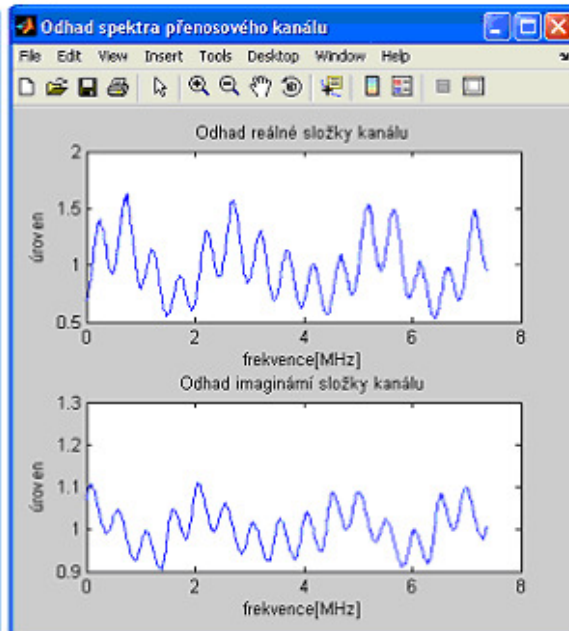 Odhad spektra přenosového kanálu
File Edit View Insert Tools Desktop Window Help
Odhad reálné složky kanálu
2
1.5
1
0.5
úroven
0 2 4 6 8
frekvence[MHz]
Odhad imaginární složky kanálu
1.3
1.2
1.1
1
0.9
úroven
0 2 4 6 8
frekvence[MHz]